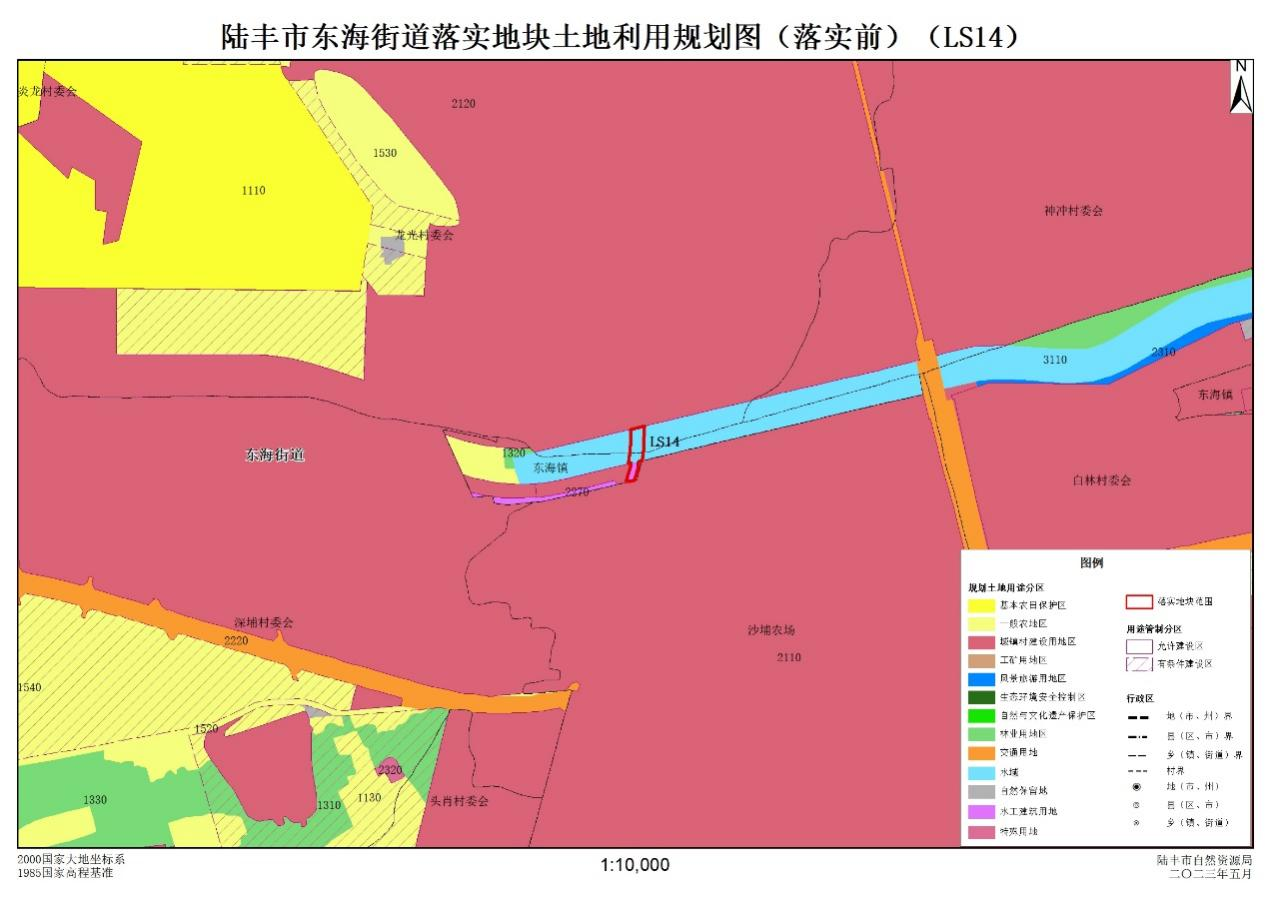 陆丰市东海街道落实地块土地利用规划图（落实前）（LS14）
N
炎龙村委会
2120
1530
1110
神冲村委会
龙光村委会
3110
2310
东海镇
LS14
东海街道
1320
东海镇
2270
白林村委会
深埔村委会
2220
沙埔农场
2110
1540
1520
2320
1330
1310
1130
头肖村委会
图例
规划土地用途分区
基本农田保护区
一般农地区
城镇村建设用地区
工矿用地区
风景旅游用地区
生态环境安全控制区
自然与文化遗产保护区
林业用地区
交通用地
水域
自然保留地
水工建筑用地
特殊用地
落实地块范围
用途管制分区
允许建设区
有条件建设区
行政区
地（市、州）界
县（区、市）界
乡（镇、街道）界
村界
地（市、州）
县（区、市）
乡（镇、街道）
2000国家大地坐标系
1985国家高程基准
1:10,000
陆丰市自然资源局
二〇二三年五月